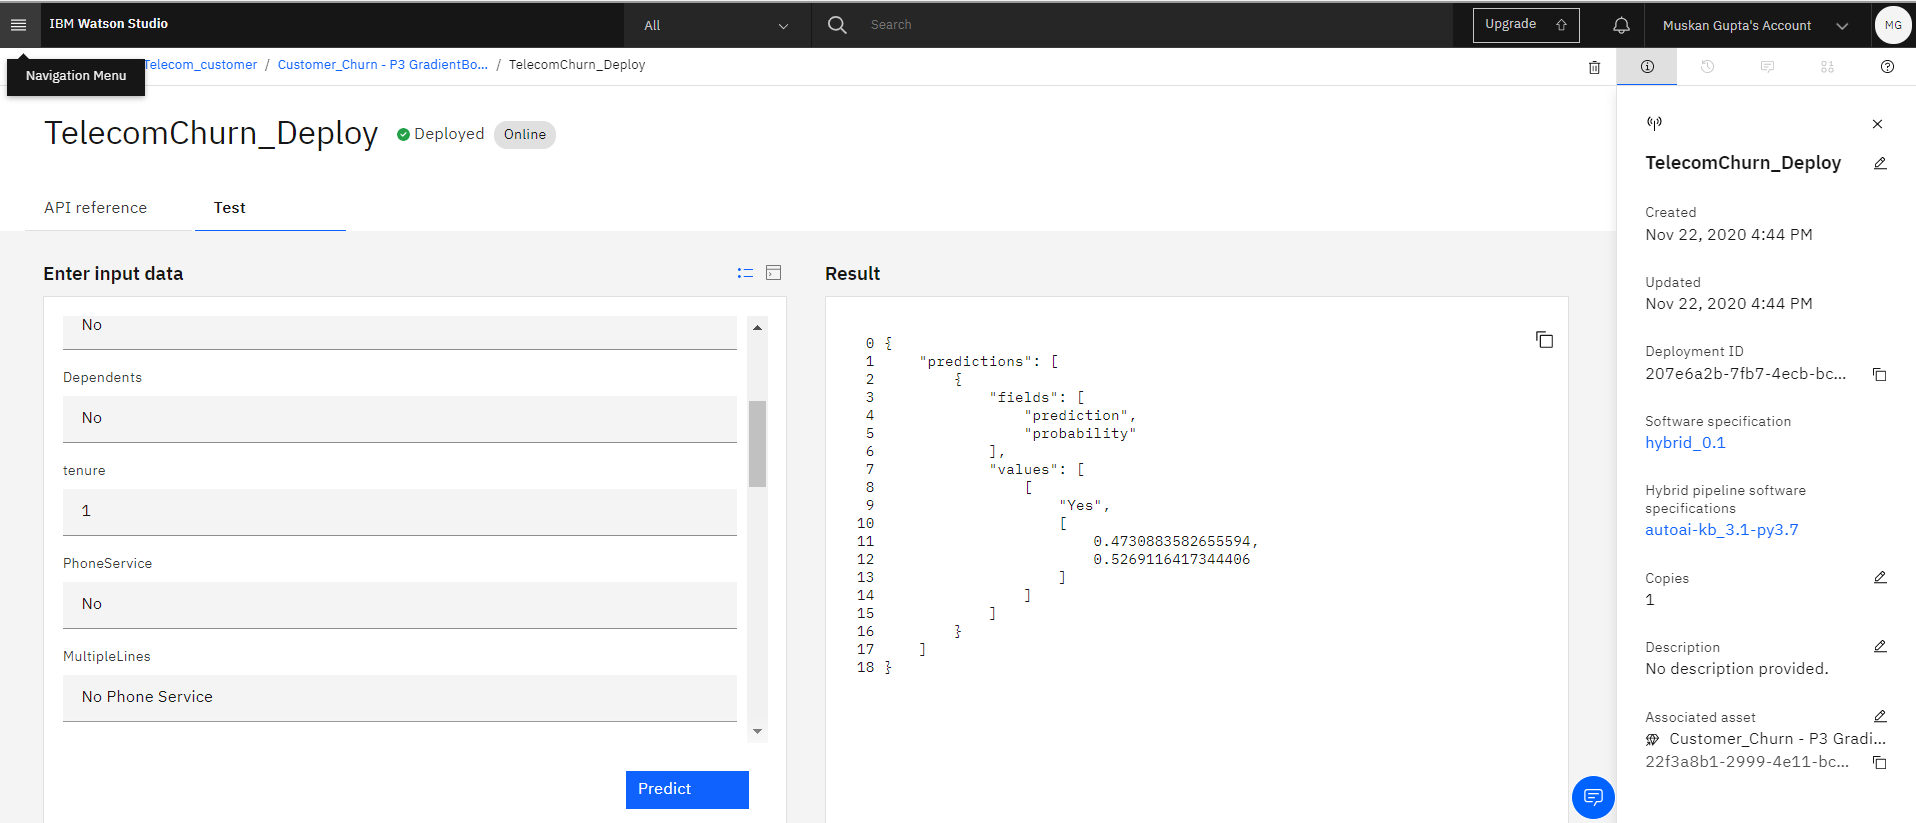 IBM Watson Studio
All
Search
Upgrade
Muskan Gupta's Account
MG
Navigation Menu
Telecom_customer / Customer_Churn - P3 GradientBo... / TelecomChurn_Deploy
TelecomChurn_Deploy
Deployed
Online
API reference
Test
Enter input data
No
Dependents
No
tenure
1
PhoneService
No
MultipleLines
No Phone Service
Predict
Result
0 {
1 "predictions": [
2 {
3 "fields": [
4 "prediction",
5 "probability"
6 ],
7 "values": [
8 [
9 "Yes",
10 [
11 0.4730883582655594,
12 0.5269116417344406
13 ]
14 ]
15 ]
16 }
17 ]
18 }
TelecomChurn_Deploy
Created
Nov 22, 2020 4:44 PM
Updated
Nov 22, 2020 4:44 PM
Deployment ID
207e6a2b-7fb7-4ecb-bc...
Software specification
hybrid_0.1
Hybrid pipeline software
specifications
autoai-kb_3.1-py3.7
Copies
1
Description
No description provided.
Associated asset
Customer_Churn - P3 Gradi...
22f3a8b1-2999-4e11-bc...